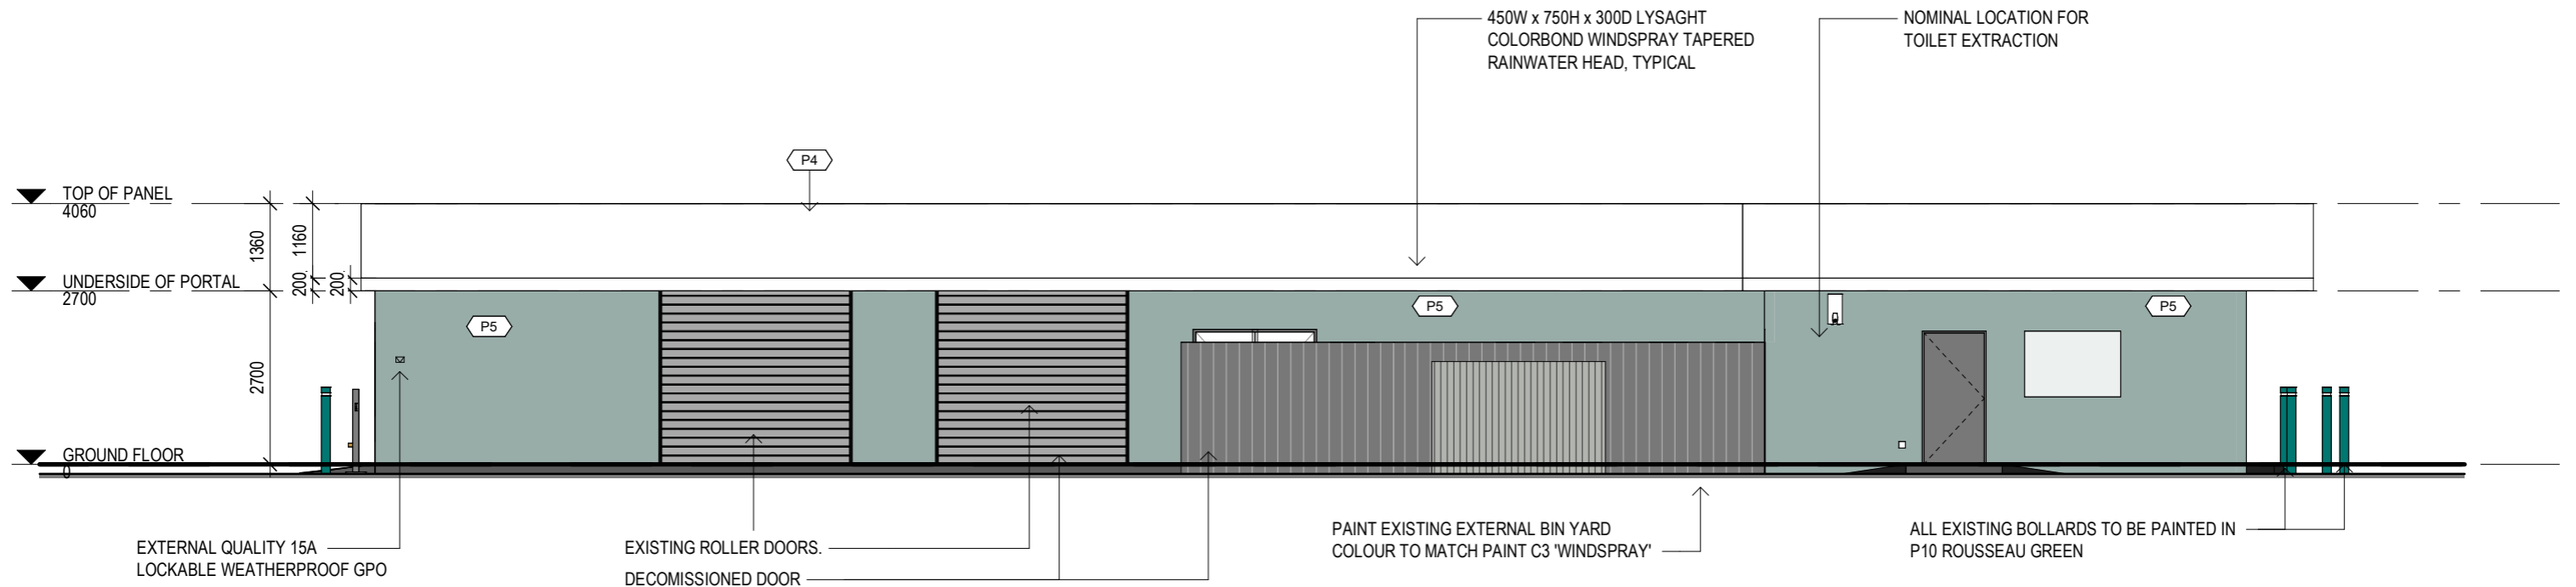 450W x 750H x 300D LYSAGHT
COLORBOND WINDSPRAY TAPERED
RAINWATER HEAD, TYPICAL
NOMINAL LOCATION FOR
TOILET EXTRACTION
P4
TOP OF PANEL
4060
1360
1160
UNDERSIDE OF PORTAL
2700
200.
200.
P5
P5
P5
2700
GROUND FLOOR
0
EXTERNAL QUALITY 15A
LOCKABLE WEATHERPROOF GPO
EXISTING ROLLER DOORS.
DECOMISSIONED DOOR
PAINT EXISTING EXTERNAL BIN YARD
COLOUR TO MATCH PAINT C3 'WINDSPRAY'
ALL EXISTING BOLLARDS TO BE PAINTED IN
P10 ROUSSEAU GREEN